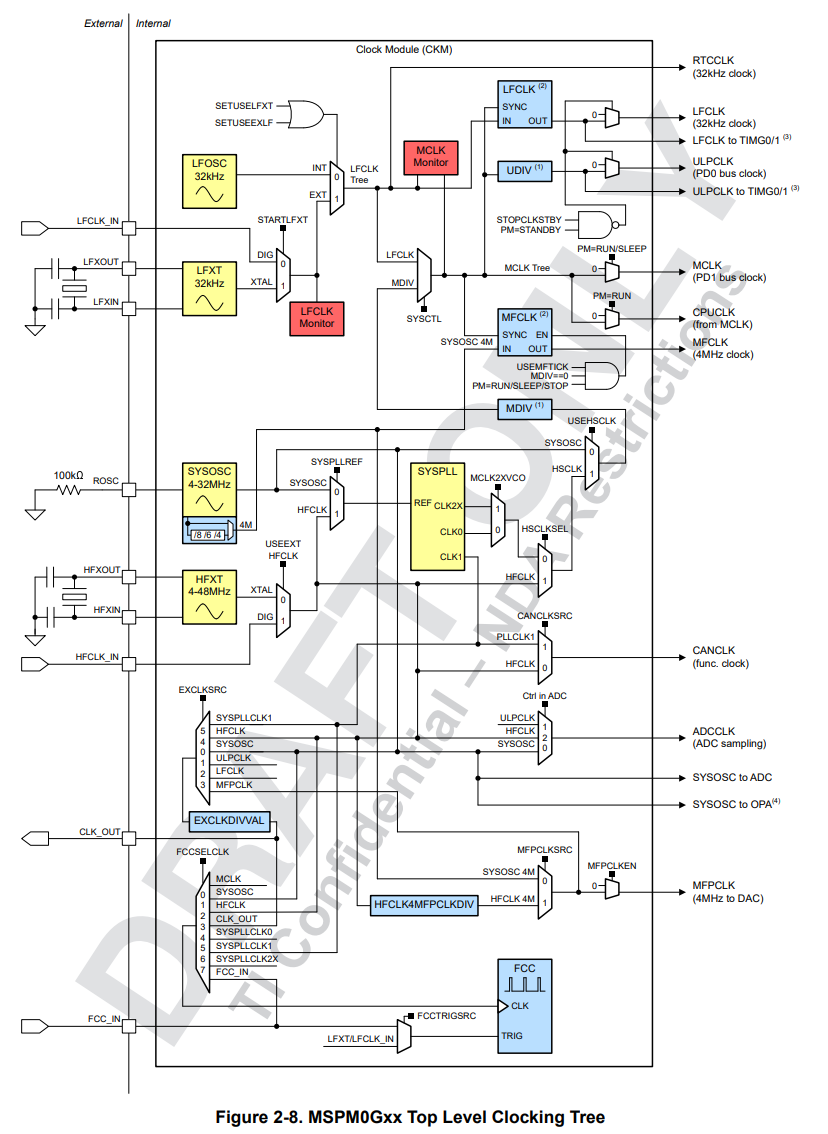 External Internal
Clock Module (CKM)
RTCCLK
(32kHz clock)
SETUSELFXT
SETUSEEXLF
LFCLK (2)
SYNC
IN OUT
0
LFCLK
(32kHz clock)
LFCLK to TIMG0/1 (3)
LFOSC
32kHz
INT
EXT
0
1
LFCLK
Tree
MCLK
Monitor
UDIV (1)
0
ULPCLK
(PD0 bus clock)
ULPCLK to TIMG0/1 (3)
LFCLK_IN
STARTLFXT
STOPCLKSTBY
PM=STANDBY
LFXOUT
LFXIN
LFXT
32kHz
DIG
XTAL
0
1
LFCLK
MDIV
SYSCTL
MCLK Tree
PM=RUN/SLEEP
0
MCLK
(PD1 bus clock)
LFCLK
Monitor
PM=RUN
0
CPUCLK
(from MCLK)
SYSOSC 4M
MFCLK (2)
SYNC EN
IN OUT
MFCLK
(4MHz clock)
USEMFTICK
MDIV==0
PM=RUN/SLEEP/STOP
MDIV (1)
USEHSCLK
SYSOSC
HSCLK
0
1
100kΩ
ROSC
SYSOSC
4-32MHz
/8 /6 /4
4M
SYSPLLREF
SYSOSC
HFCLK
0
1
SYSPLL
REF
CLK2X
CLK0
CLK1
MCLK2XVCO
1
0
HSCLKSEL
0
1
HFCLK
HFXOUT
HFXIN
HFXT
4-48MHz
USEEXT
HFCLK
XTAL
DIG
0
1
HFCLK_IN
CANCLKSRC
PLLCLK1
HFCLK
1
0
CANCLK
(func. clock)
EXCLKSRC
5
4
0
1
2
3
SYSPLLCLK1
HFCLK
SYSOSC
ULPCLK
LFCLK
MFPCLK
Ctrl in ADC
ULPCLK
HFCLK
SYSOSC
1
2
0
ADCCLK
(ADC sampling)
SYSOSC to ADC
SYSOSC to OPA(4)
EXCLKDIVVAL
CLK_OUT
FCCSELCLK
0
1
2
3
4
5
6
7
MCLK
SYSOSC
HFCLK
CLK_OUT
SYSPLLCLK0
SYSPLLCLK1
SYSPLLCLK2X
FCC_IN
MFPCLKSRC
SYSOSC 4M
HFCLK4MFPCLKDIV
HFCLK 4M
0
1
MFPCLKEN
0
MFPCLK
(4MHz to DAC)
FCC
CLK
TRIG
FCC_IN
FCCTRIGSRC
LFXT/LFCLK_IN
DRAFT ONLY
TI Confidential — NDA Restrictions
Figure 2-8. MSPM0Gxx Top Level Clocking Tree